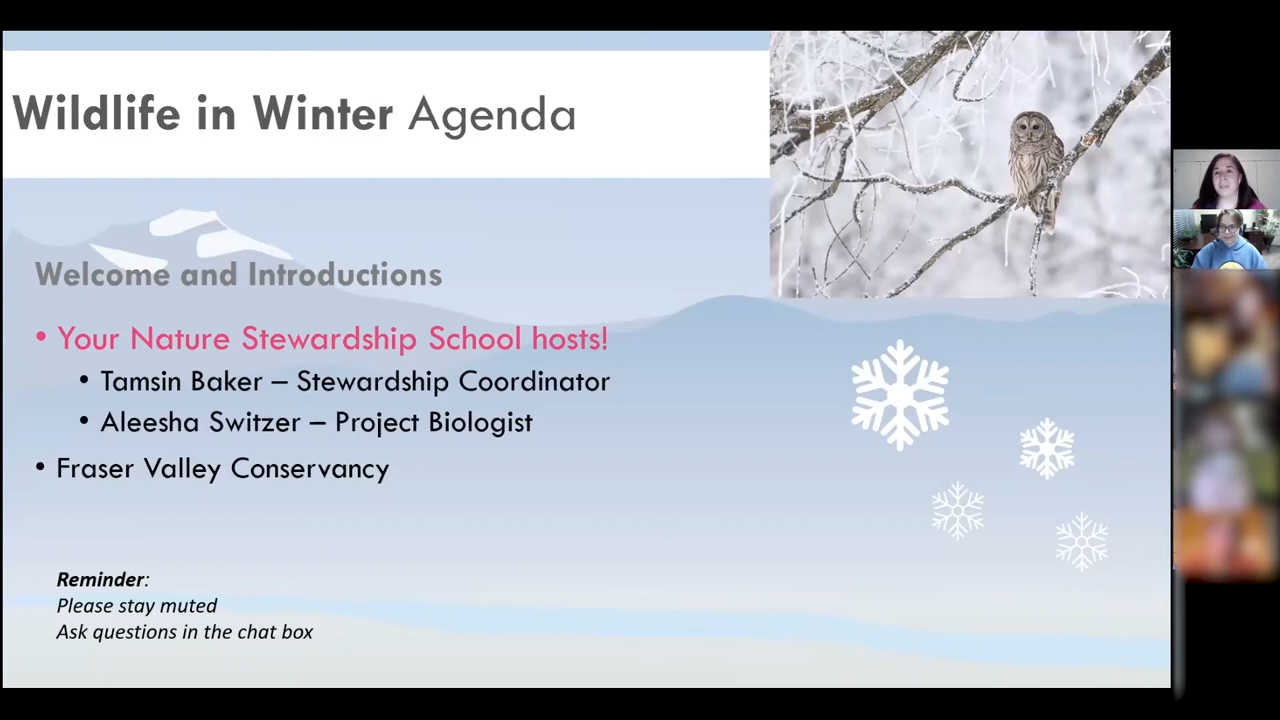 Wildlife in Winter Agenda
Welcome and Introductions
• Your Nature Stewardship School hosts!
• Tamsin Baker – Stewardship Coordinator
• Aleesha Switzer – Project Biologist
• Fraser Valley Conservancy
Reminder:
Please stay muted
Ask questions in the chat box